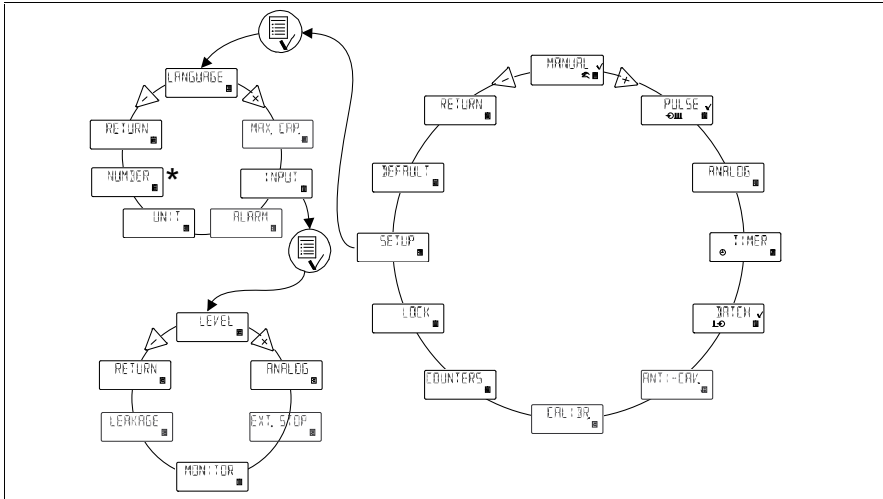 LANGUAGE
MAX. CAP.
INPUT
ALARM
UNIT
NUMBER *
RETURN
LEVEL
ANALOG
EXT. STOP
MONITOR
LEAKAGE
RETURN
MANUAL
PULSE
ANALOG
TIMER
BATCH
ANTI-CAV.
CALIBR.
COUNTERS
LOCK
SETUP
DEFAULT
RETURN